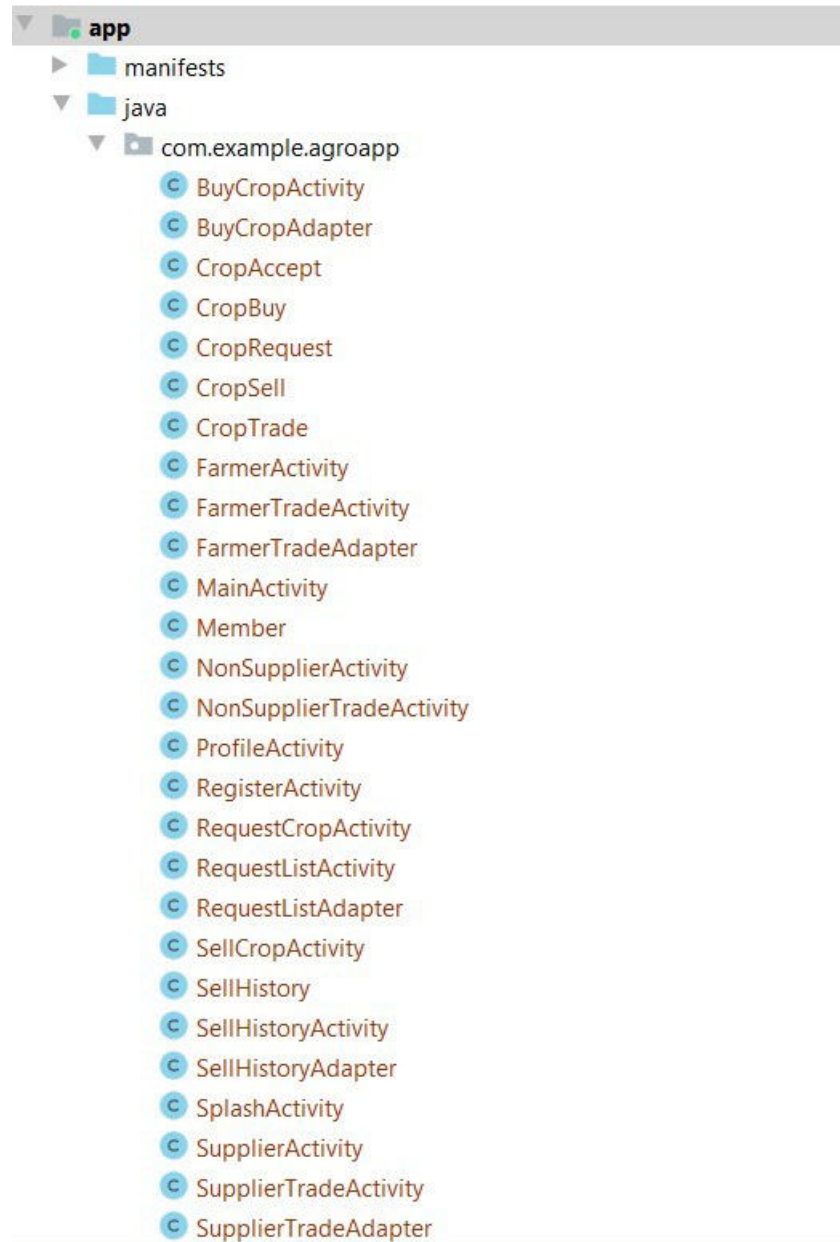 app
manifests
java
com.example.agroapp
BuyCropActivity
BuyCropAdapter
CropAccept
CropBuy
CropRequest
CropSell
CropTrade
FarmerActivity
FarmerTradeActivity
FarmerTradeAdapter
MainActivity
Member
NonSupplierActivity
NonSupplierTradeActivity
ProfileActivity
RegisterActivity
RequestCropActivity
RequestListActivity
RequestListAdapter
SellCropActivity
SellHistory
SellHistoryActivity
SellHistoryAdapter
SplashActivity
SupplierActivity
SupplierTradeActivity
SupplierTradeAdapter